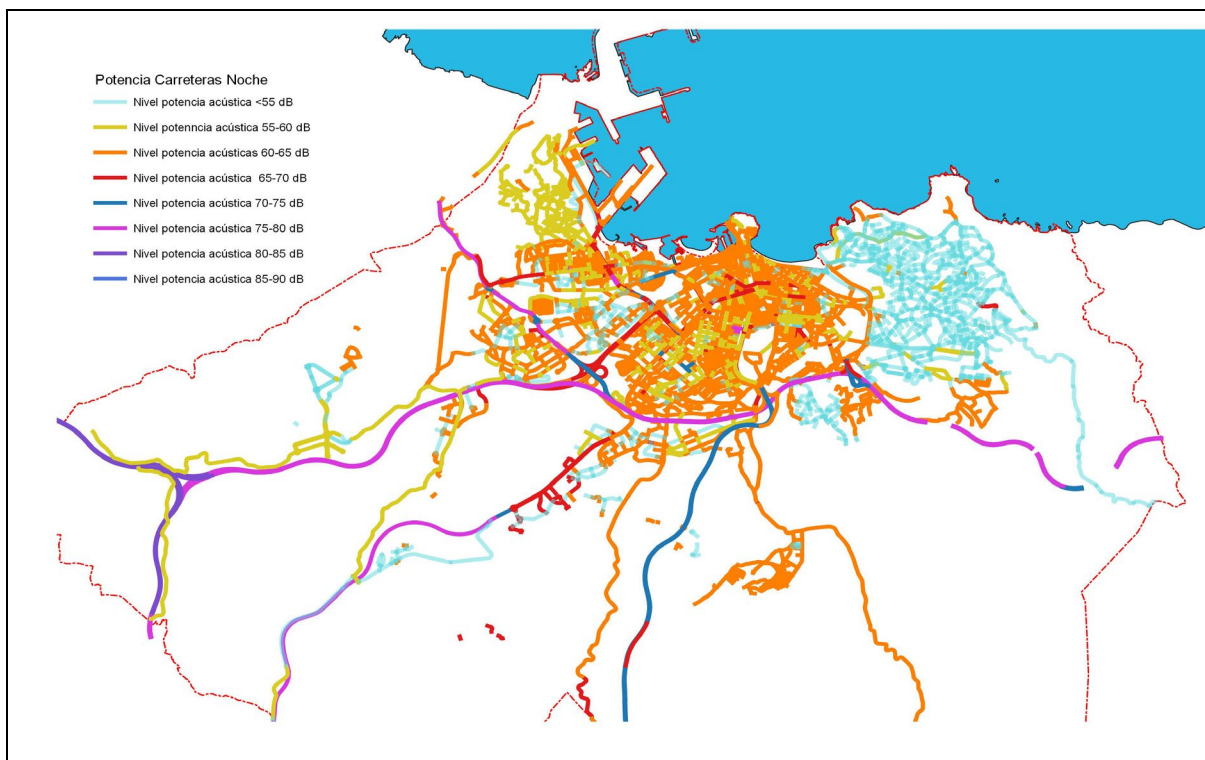 Potencia Carreteras Noche
Nivel potencia acústica <55 dB
Nivel potenncia acústica 55-60 dB
Nivel potencia acústicas 60-65 dB
Nivel potencia acústica 65-70 dB
Nivel potencia acústica 70-75 dB
Nivel potencia acústica 75-80 dB
Nivel potencia acústica 80-85 dB
Nivel potencia acústica 85-90 dB